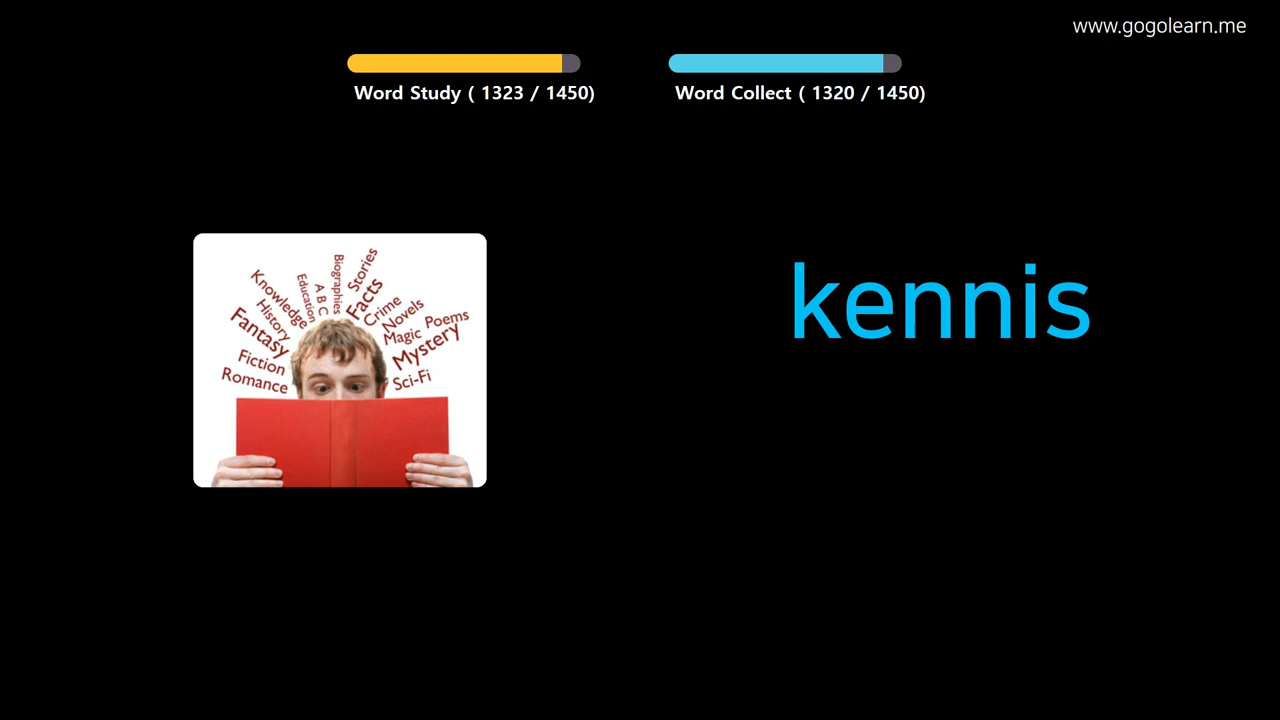 www.gogolearn.me
Word Study ( 1323 / 1450)
Word Collect ( 1320 / 1450)
kennis
Knowledge
History
Fantasy
Fiction
Romance
Education
A B C
Biographies
Stories
Facts
Crime
Novels
Magic
Poems
Mystery
Sci-Fi